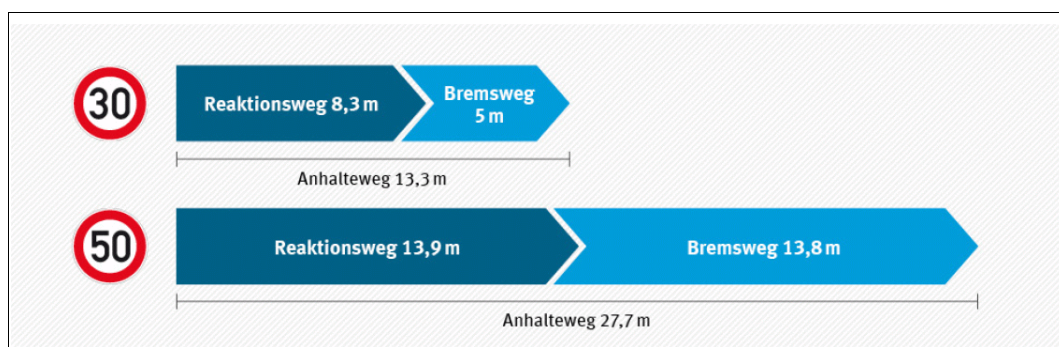 30
Reaktionsweg 8,3 m
Bremsweg
5 m
Anhalteweg 13,3 m
50
Reaktionsweg 13,9 m
Bremsweg 13,8 m
Anhalteweg 27,7 m